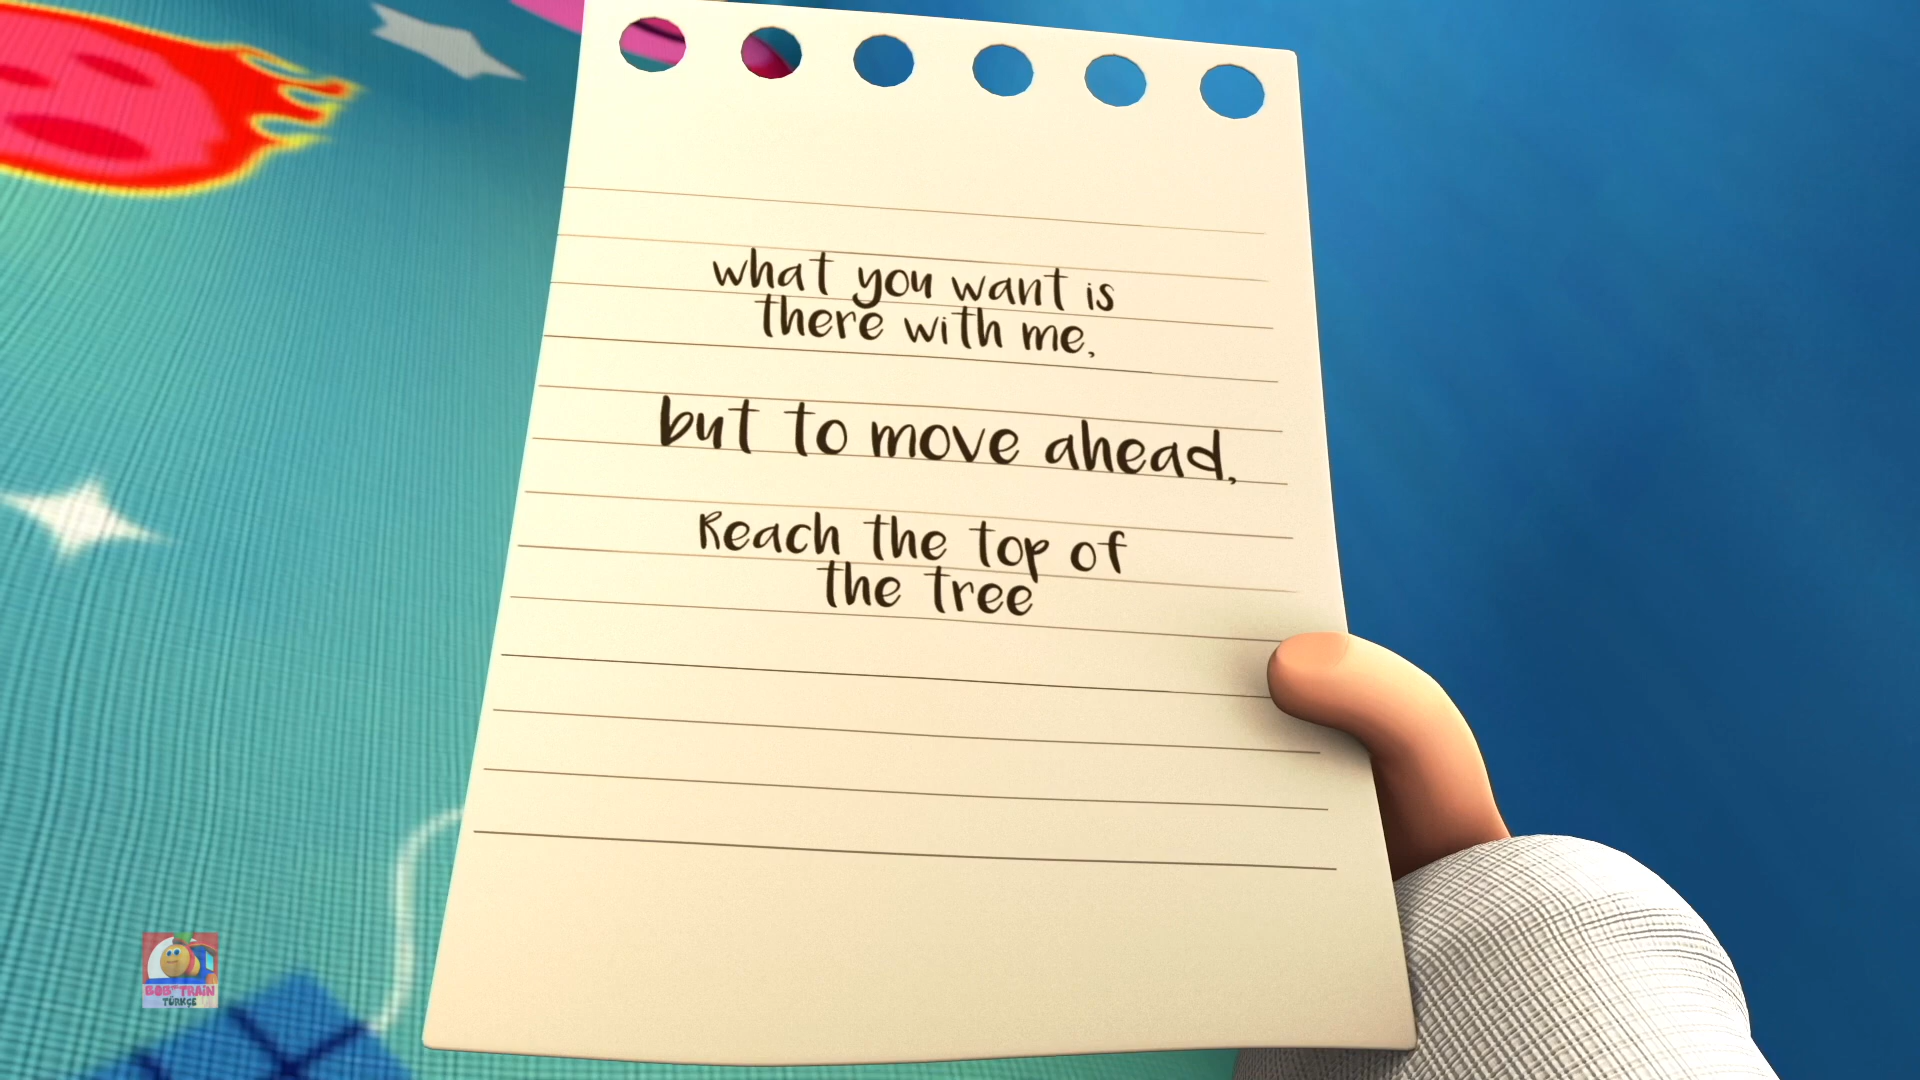 what you want is
there with me,
but to move ahead,
Reach the top of
the tree
BOB THE TRAIN
TÜRKÇE